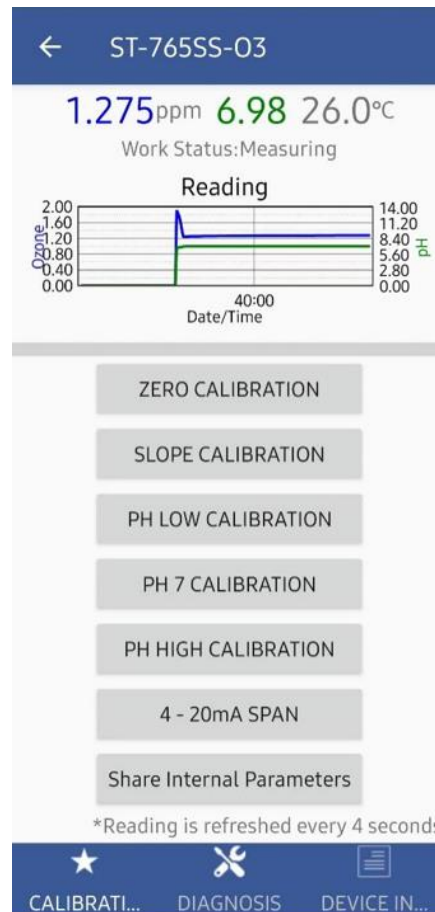 ST-765SS-O3
1.275ppm 6.98 26.0°C
Work Status:Measuring
Reading
2.00
1.60
1.20
0.80
0.40
0.00
Ozone
14.00
11.20
8.40
5.60
2.80
0.00
pH
40:00
Date/Time
ZERO CALIBRATION
SLOPE CALIBRATION
PH LOW CALIBRATION
PH 7 CALIBRATION
PH HIGH CALIBRATION
4 - 20mA SPAN
Share Internal Parameters
*Reading is refreshed every 4 seconds
CALIBRATI... DIAGNOSIS DEVICE IN...